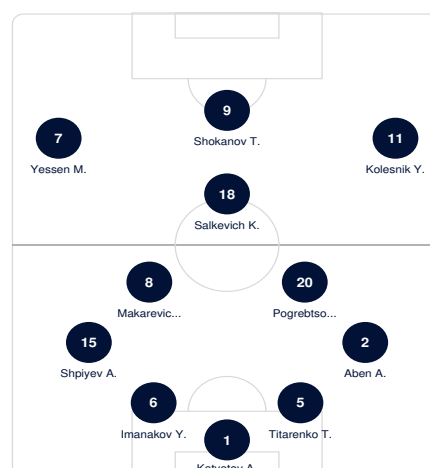 9
7
11
Shokanov T.
Yessen M.
Kolesnik Y.
18
Salkevich K.
8
20
Makarevic...
Pogrebtso...
15
2
Shpiyev A.
Aben A.
6
5
Imanakov Y.
Titarenko T.
1